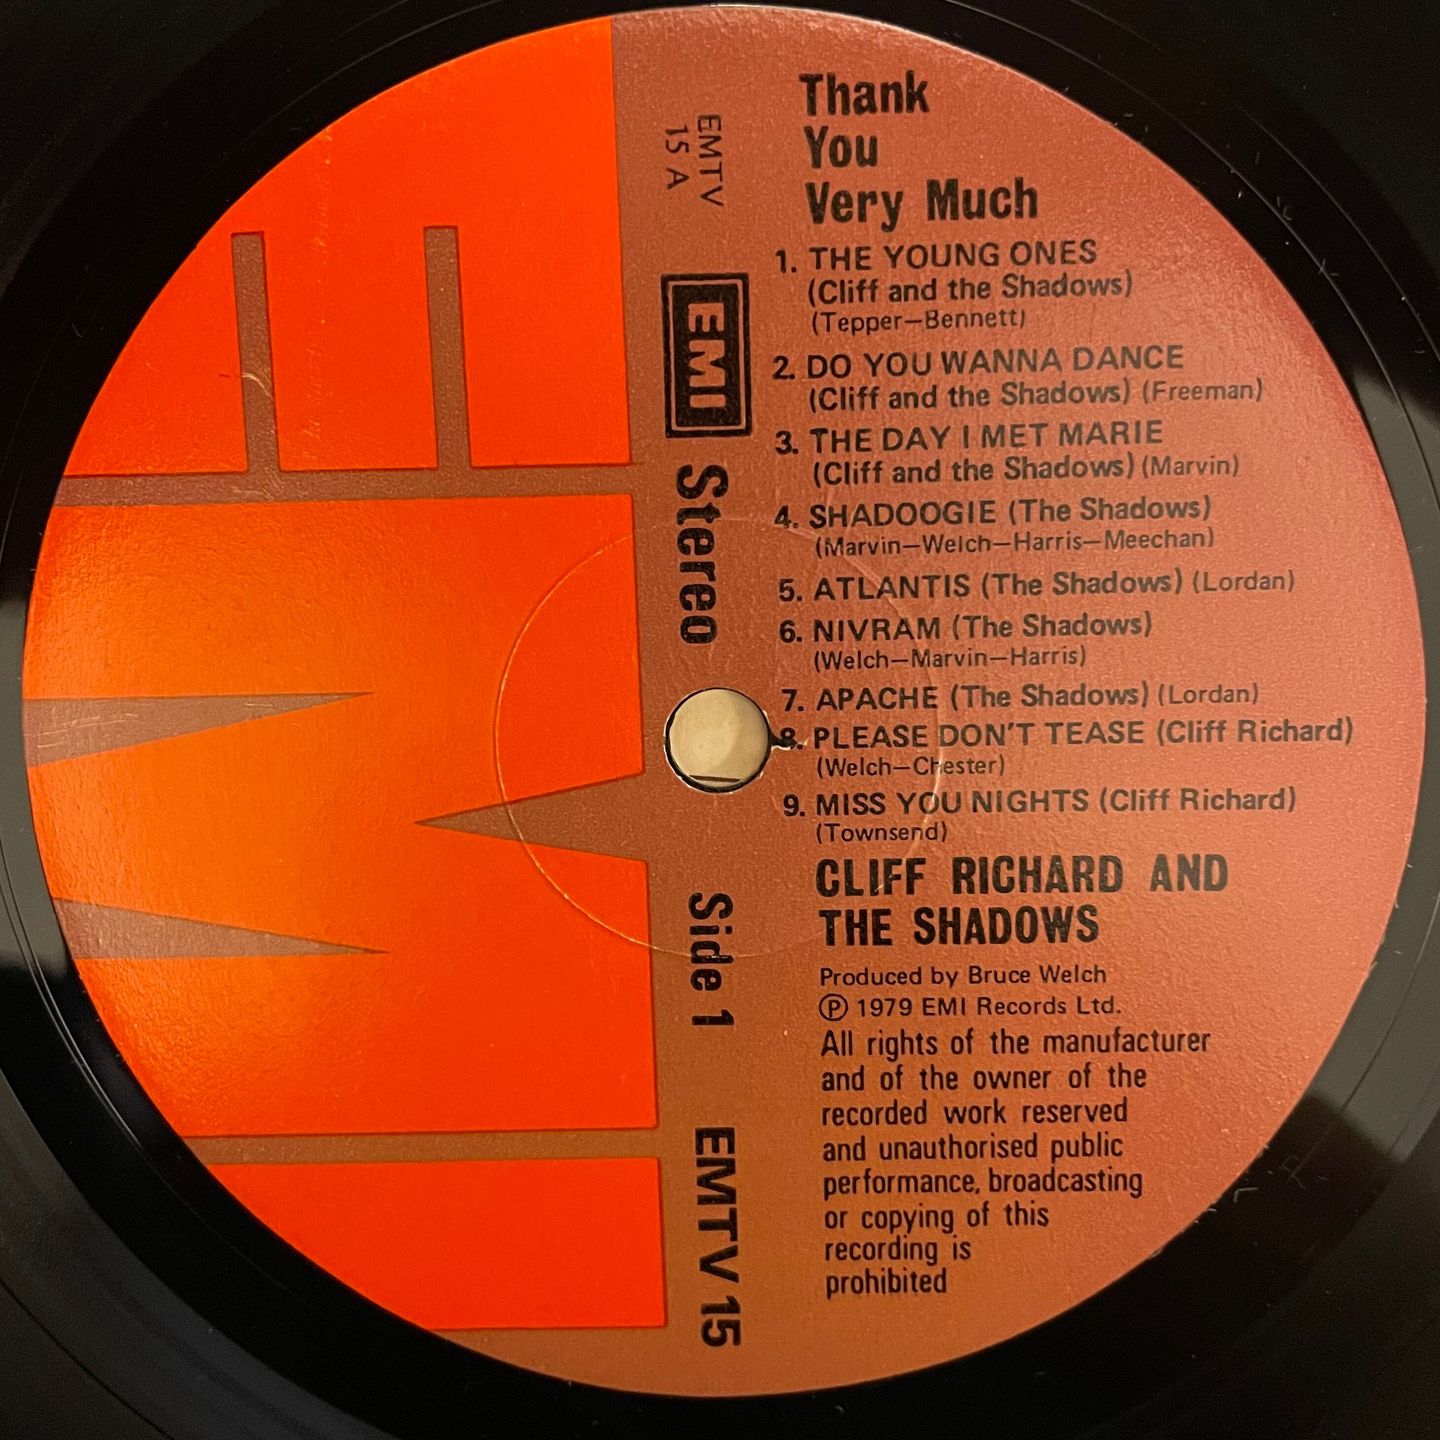 EMTV
15 A
EMI
Stereo
Side 1
EMTV 15
Thank
You
Very Much
1. THE YOUNG ONES
(Cliff and the Shadows)
(Tepper—Bennett)
2. DO YOU WANNA DANCE
(Cliff and the Shadows) (Freeman)
3. THE DAY I MET MARIE
(Cliff and the Shadows) (Marvin)
4. SHADOOGIE (The Shadows)
(Marvin—Welch—Harris—Meechan)
5. ATLANTIS (The Shadows) (Lordan)
6. NIVRAM (The Shadows)
(Welch—Marvin—Harris)
7. APACHE (The Shadows) (Lordan)
8. PLEASE DON'T TEASE (Cliff Richard)
(Welch—Chester)
9. MISS YOU NIGHTS (Cliff Richard)
(Townsend)
CLIFF RICHARD AND
THE SHADOWS
Produced by Bruce Welch
℗ 1979 EMI Records Ltd.
All rights of the manufacturer
and of the owner of the
recorded work reserved
and unauthorised public
performance, broadcasting
or copying of this
recording is
prohibited